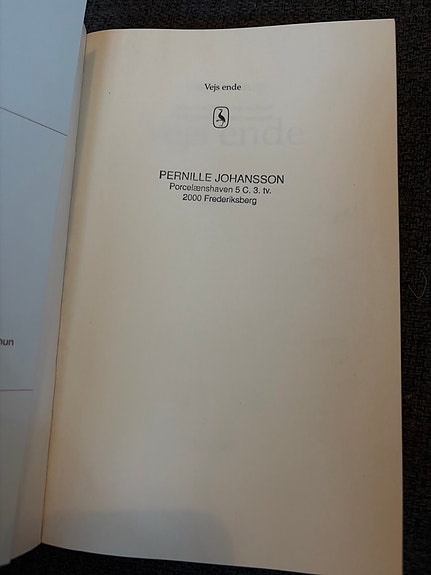 Vejs ende
PERNILLE JOHANSSON
Porcelænshaven 5 C. 3. tv.
2000 Frederiksberg